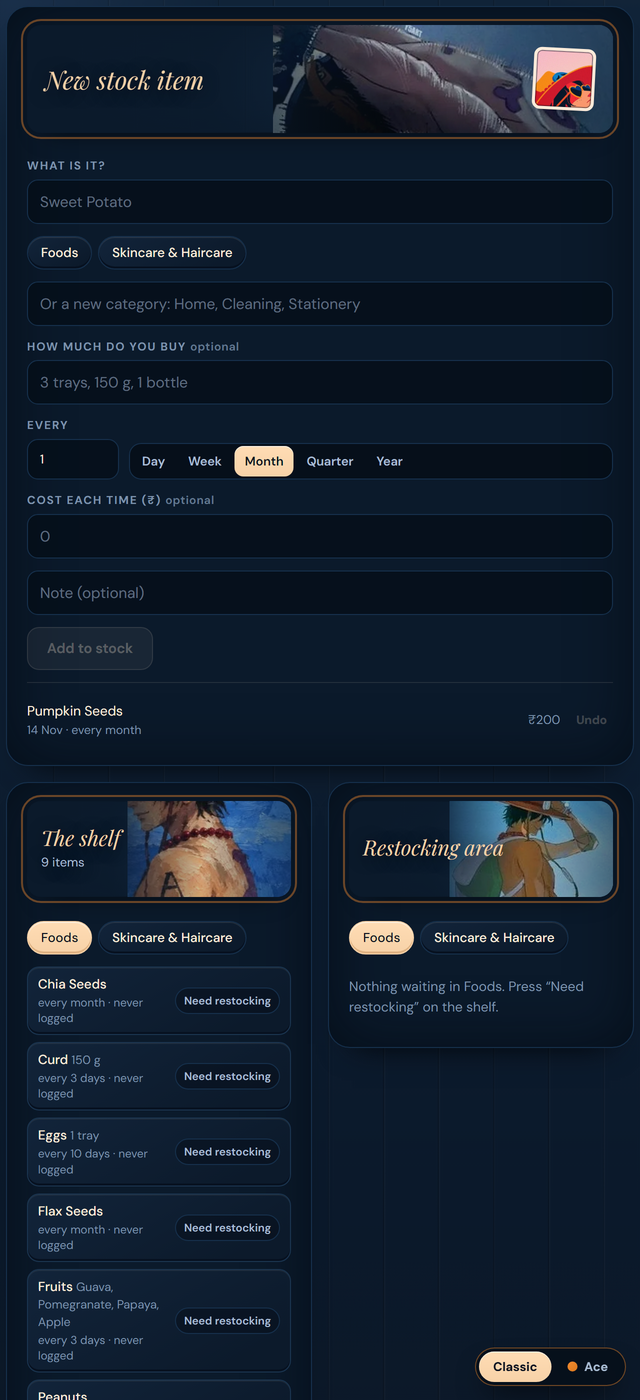 New stock item
WHAT IS IT?
Sweet Potato
Foods
Skincare & Haircare
Or a new category: Home, Cleaning, Stationery
HOW MUCH DO YOU BUY optional
3 trays, 150 g, 1 bottle
EVERY
1
Day
Week
Month
Quarter
Year
COST EACH TIME (₹) optional
0
Note (optional)
Add to stock
Pumpkin Seeds
14 Nov · every month
₹200
Undo
The shelf
9 items
Foods
Skincare & Haircare
Chia Seeds
every month · never
logged
Need restocking
Curd 150 g
every 3 days · never
logged
Need restocking
Eggs 1 tray
every 10 days · never
logged
Need restocking
Flax Seeds
every month · never
logged
Need restocking
Fruits Guava,
Pomegranate, Papaya,
Apple
every 3 days · never
logged
Need restocking
Peanuts
Restocking area
Foods
Skincare & Haircare
Nothing waiting in Foods. Press “Need
restocking” on the shelf.
Classic
Ace